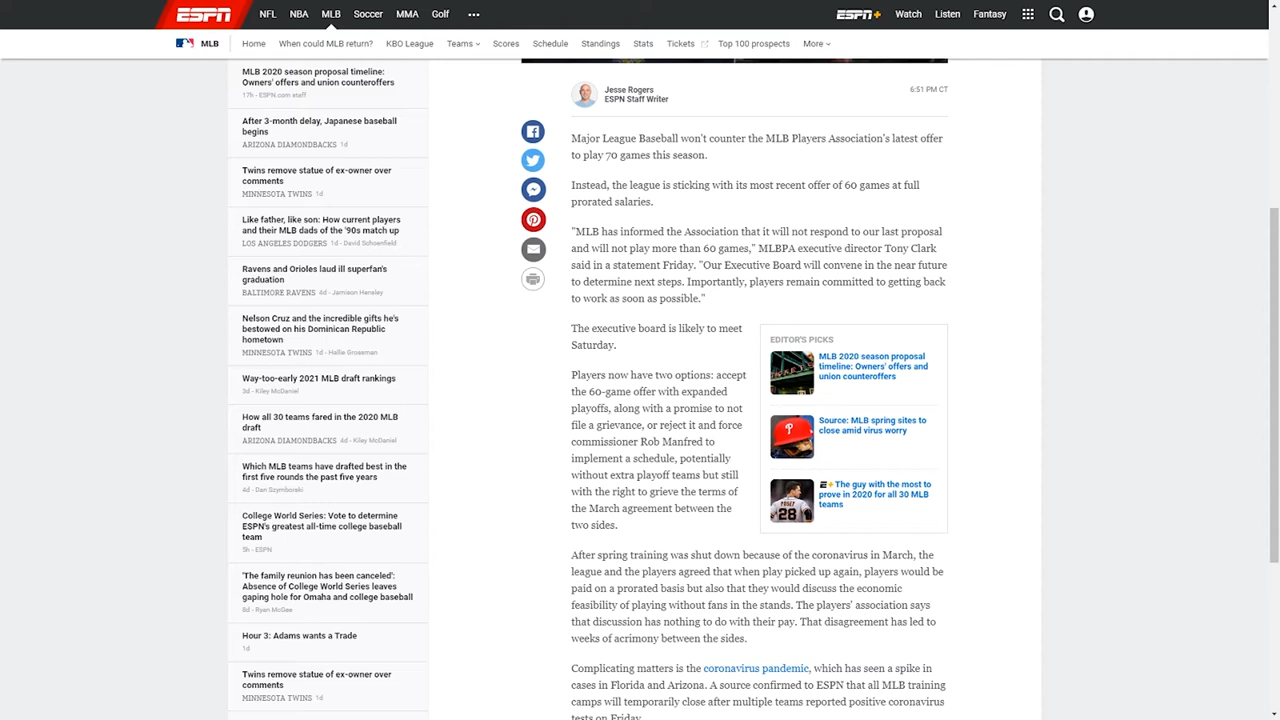 ESPN
NFL
NBA
MLB
Soccer
MMA
Golf
ESPN+
Watch
Listen
Fantasy
MLB
Home
When could MLB return?
KBO League
Teams
Scores
Schedule
Standings
Stats
Tickets
Top 100 prospects
More
MLB 2020 season proposal timeline:
Owners' offers and union counteroffers
17h - ESPN.com staff
After 3-month delay, Japanese baseball
begins
ARIZONA DIAMONDBACKS 1d
Twins remove statue of ex-owner over
comments
MINNESOTA TWINS 1d
Like father, like son: How current players
and their MLB dads of the '90s match up
LOS ANGELES DODGERS 1d - David Schoenfield
Ravens and Orioles laud ill superfan's
graduation
BALTIMORE RAVENS 4d - Jamison Hensley
Nelson Cruz and the incredible gifts he's
bestowed on his Dominican Republic
hometown
MINNESOTA TWINS 1d - Hallie Grossman
Way-too-early 2021 MLB draft rankings
3d - Kiley McDaniel
How all 30 teams fared in the 2020 MLB
draft
ARIZONA DIAMONDBACKS 4d - Kiley McDaniel
Which MLB teams have drafted best in the
first five rounds the past five years
4d - Dan Szymborski
College World Series: Vote to determine
ESPN's greatest all-time college baseball
team
5h - ESPN
'The family reunion has been canceled':
Absence of College World Series leaves
gaping hole for Omaha and college baseball
8d - Ryan McGee
Hour 3: Adams wants a Trade
1d
Twins remove statue of ex-owner over
comments
MINNESOTA TWINS 1d
Jesse Rogers
ESPN Staff Writer
6:51 PM CT
Major League Baseball won't counter the MLB Players Association's latest offer
to play 70 games this season.
Instead, the league is sticking with its most recent offer of 60 games at full
prorated salaries.
"MLB has informed the Association that it will not respond to our last proposal
and will not play more than 60 games," MLBPA executive director Tony Clark
said in a statement Friday. "Our Executive Board will convene in the near future
to determine next steps. Importantly, players remain committed to getting back
to work as soon as possible."
The executive board is likely to meet
Saturday.
Players now have two options: accept
the 60-game offer with expanded
playoffs, along with a promise to not
file a grievance, or reject it and force
commissioner Rob Manfred to
implement a schedule, potentially
without extra playoff teams but still
with the right to grieve the terms of
the March agreement between the
two sides.
EDITOR'S PICKS
MLB 2020 season proposal
timeline: Owners' offers and
union counteroffers
Source: MLB spring sites to
close amid virus worry
P
E+ The guy with the most to
prove in 2020 for all 30 MLB
teams
POSEY
28
After spring training was shut down because of the coronavirus in March, the
league and the players agreed that when play picked up again, players would be
paid on a prorated basis but also that they would discuss the economic
feasibility of playing without fans in the stands. The players' association says
that discussion has nothing to do with their pay. That disagreement has led to
weeks of acrimony between the sides.
Complicating matters is the coronavirus pandemic, which has seen a spike in
cases in Florida and Arizona. A source confirmed to ESPN that all MLB training
camps will temporarily close after multiple teams reported positive coronavirus
tests on Friday.